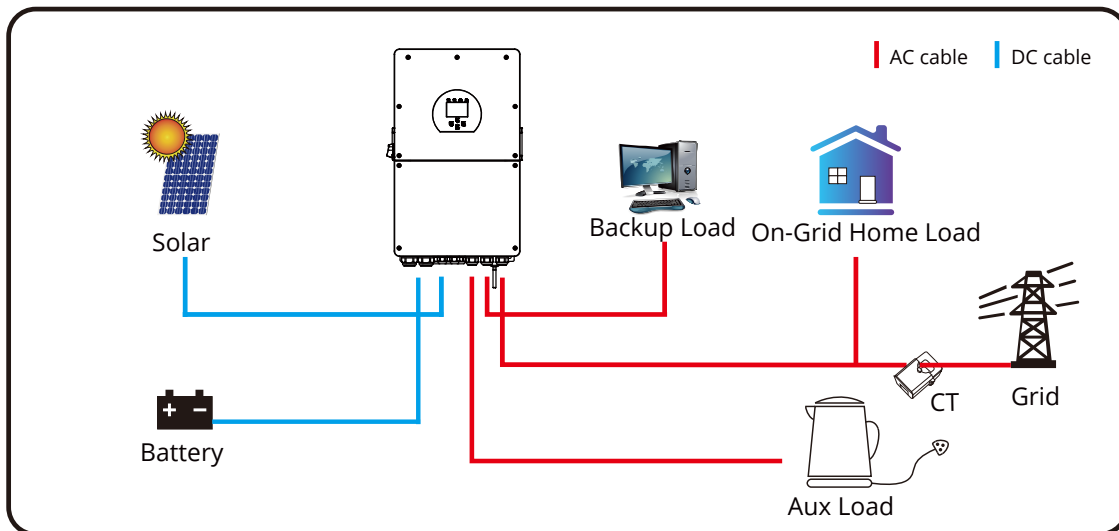 AC cable
DC cable
Solar
Backup Load
On-Grid Home Load
Battery
CT
Grid
Aux Load